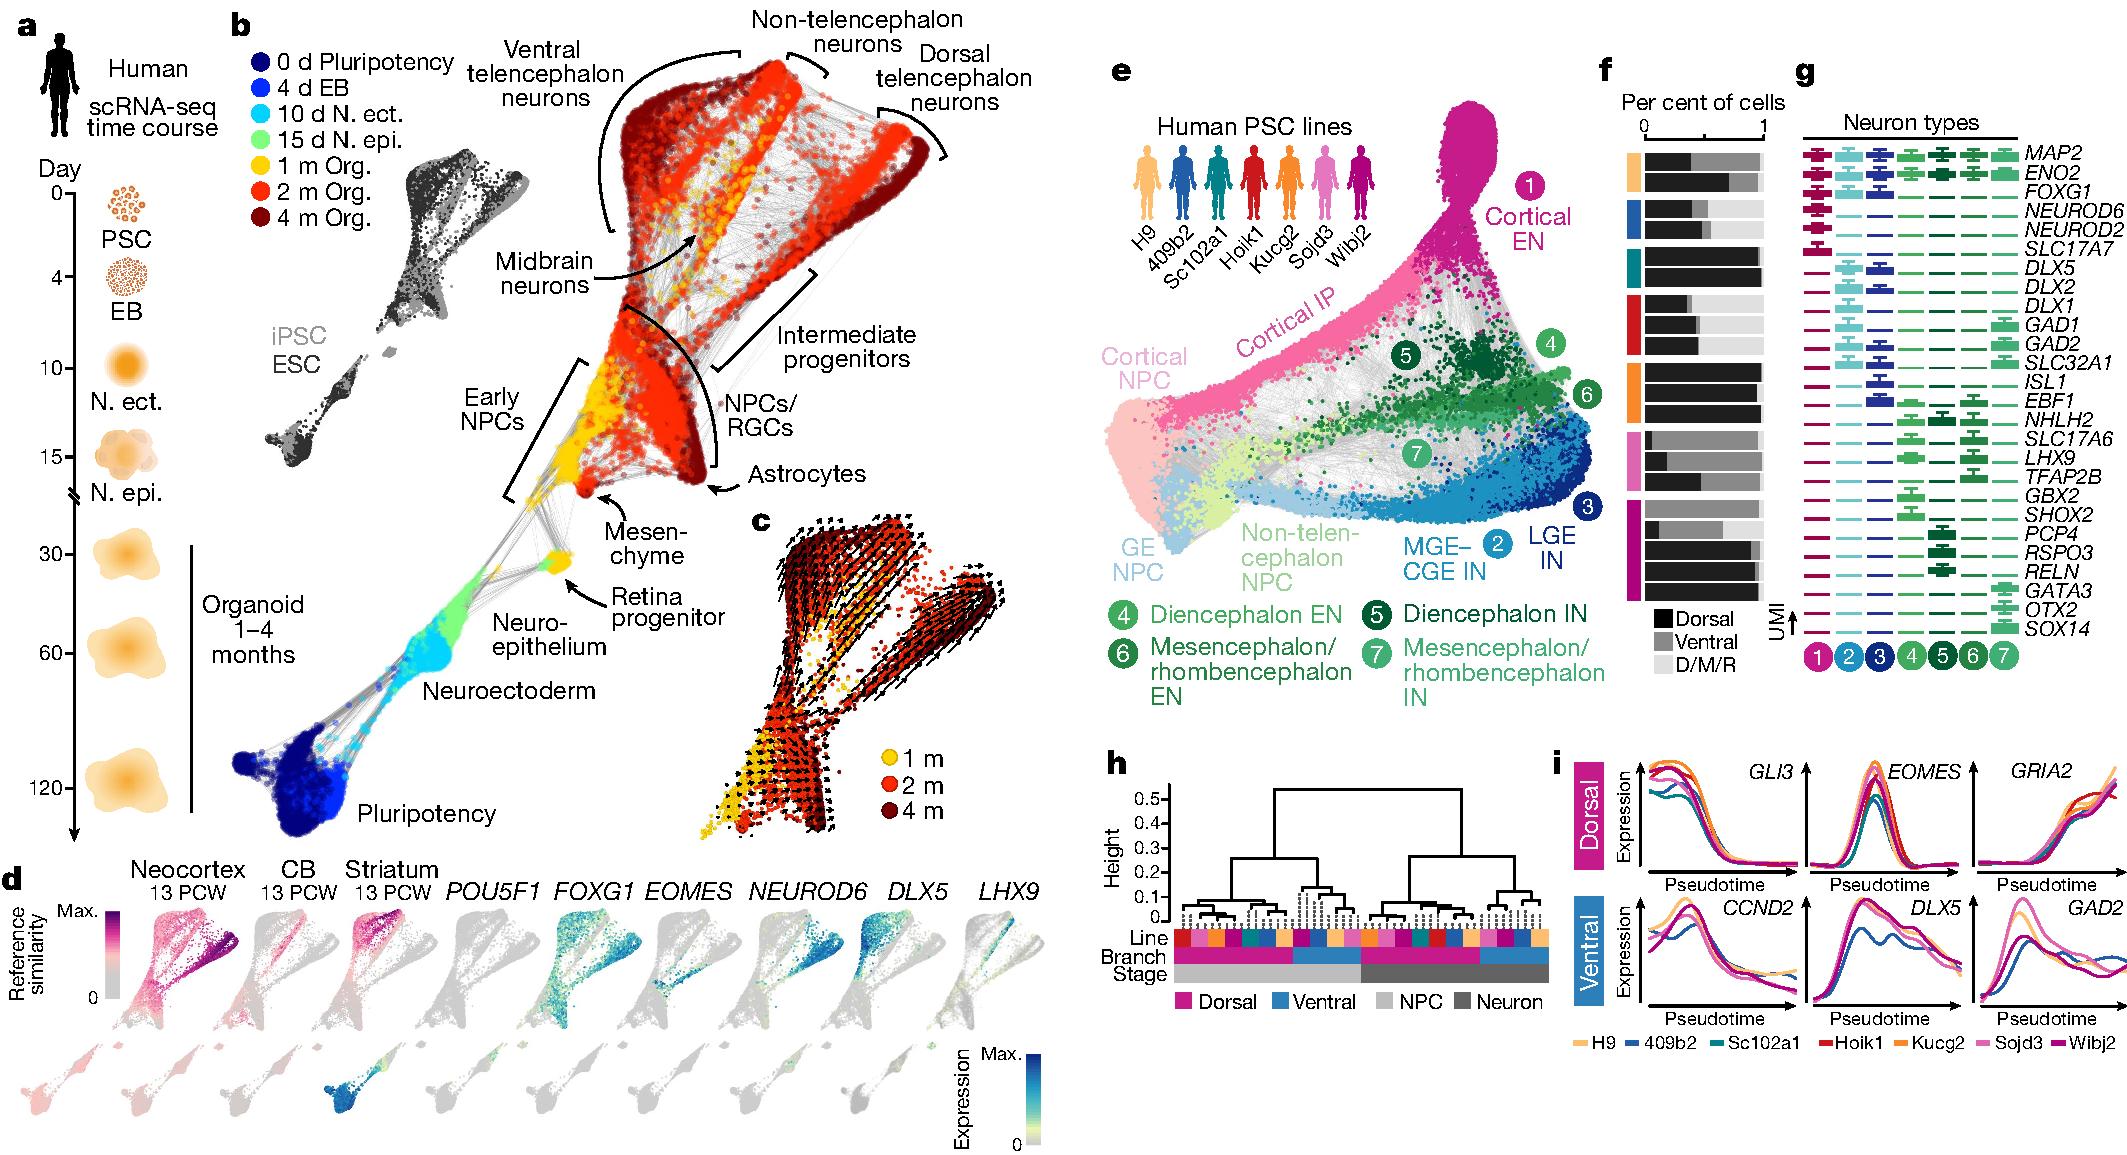 a
Human
scRNA-seq
time course
Day
0
PSC
4
EB
10
N. ect.
15
N. epi.
30
60
120
Organoid
1–4
months
b
0 d Pluripotency
4 d EB
10 d N. ect.
15 d N. epi.
1 m Org.
2 m Org.
4 m Org.
iPSC
ESC
Ventral
telencephalon
neurons
Non-telencephalon
neurons
Dorsal
telencephalon
neurons
Midbrain
neurons
Intermediate
progenitors
Early
NPCs
NPCs/
RGCs
Astrocytes
Mesen-
chyme
Retina
progenitor
Neuro-
epithelium
Neuroectoderm
Pluripotency
c
1 m
2 m
4 m
d
Neocortex
13 PCW
CB
13 PCW
Striatum
13 PCW
POU5F1
FOXG1
EOMES
NEUROD6
DLX5
LHX9
Reference
similarity
Max.
0
Expression
Max.
0
e
Human PSC lines
H9
409b2
Sc102a1
Hoik1
Kucg2
Sojd3
Wibj2
1
Cortical
EN
Cortical IP
Cortical
NPC
5
4
6
7
3
GE
NPC
Non-telen-
cephalon
NPC
MGE–
CGE IN
2
LGE
IN
4 Diencephalon EN
5 Diencephalon IN
6 Mesencephalon/
rhombencephalon
EN
7 Mesencephalon/
rhombencephalon
IN
f
Per cent of cells
0 1
Dorsal
Ventral
D/M/R
g
Neuron types
MAP2
ENO2
FOXG1
NEUROD6
NEUROD2
SLC17A7
DLX5
DLX2
DLX1
GAD1
GAD2
SLC32A1
ISL1
EBF1
NHLH2
SLC17A6
LHX9
TFAP2B
GBX2
SHOX2
PCP4
RSPO3
RELN
GATA3
OTX2
SOX14
UMI
1 2 3 4 5 6 7
h
Height
0.5
0.4
0.3
0.2
0.1
0
Line
Branch
Stage
Dorsal
Ventral
NPC
Neuron
i
Dorsal
Expression
GLI3
EOMES
GRIA2
Pseudotime
Pseudotime
Pseudotime
Ventral
Expression
CCND2
DLX5
GAD2
Pseudotime
Pseudotime
Pseudotime
H9 409b2 Sc102a1 Hoik1 Kucg2 Sojd3 Wibj2